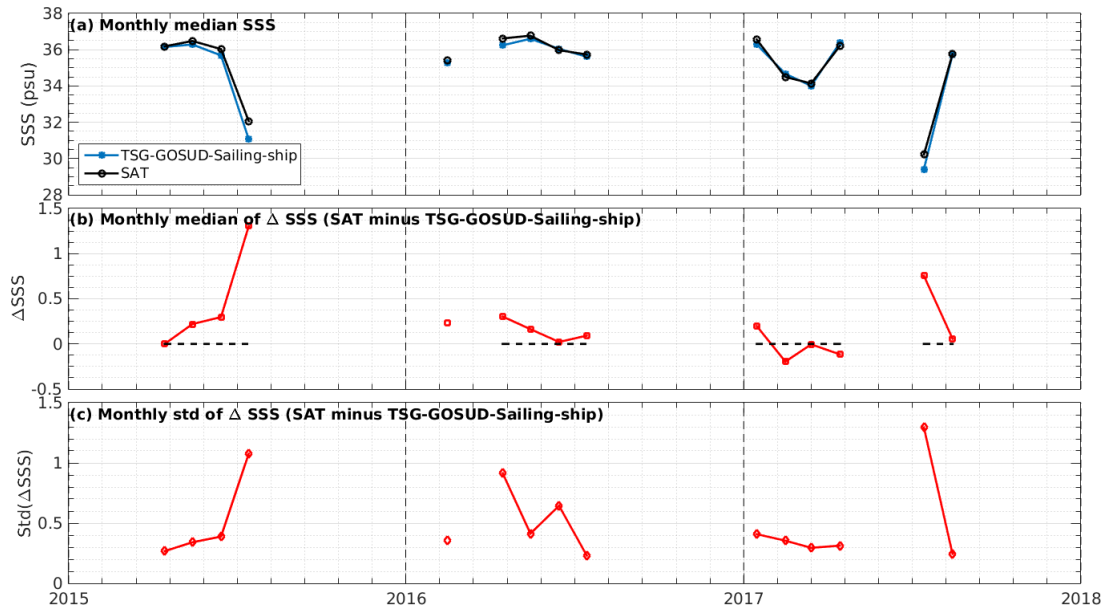 (a) Monthly median SSS
38
36
34
32
30
28
SSS (psu)
TSG-GOSUD-Sailing-ship
SAT
(b) Monthly median of Δ SSS (SAT minus TSG-GOSUD-Sailing-ship)
1.5
1
0.5
0
-0.5
ΔSSS
(c) Monthly std of Δ SSS (SAT minus TSG-GOSUD-Sailing-ship)
1.5
1
0.5
0
Std(ΔSSS)
2015
2016
2017
2018